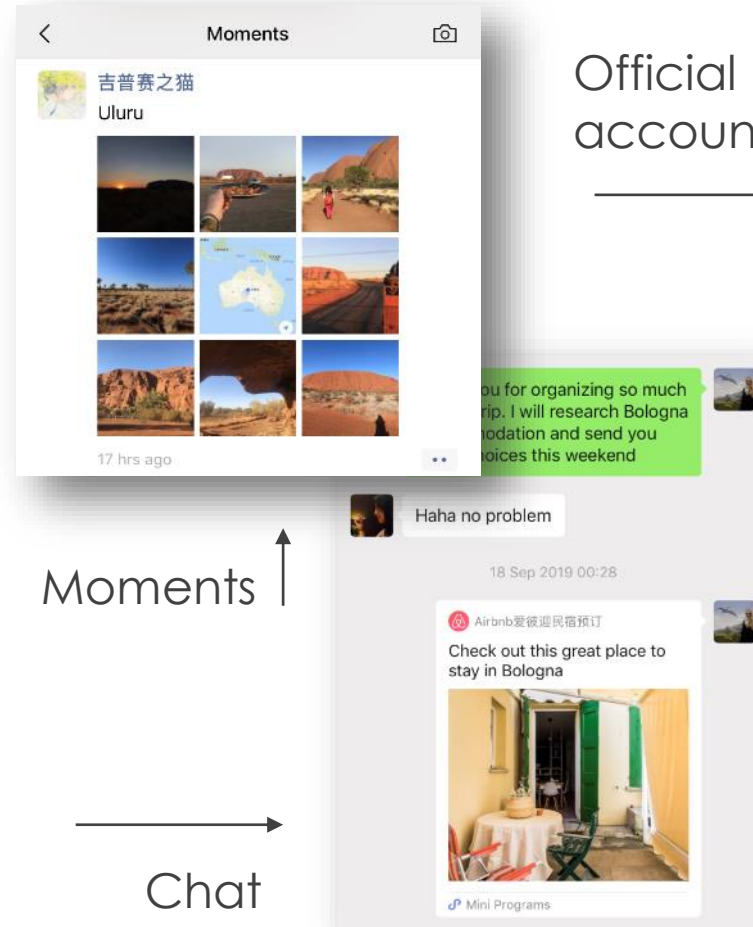 Moments
吉普赛之猫
Uluru
17 hrs ago
Official
accoun
ou for organizing so much
rip. I will research Bologna
odation and send you
oices this weekend
Haha no problem
18 Sep 2019 00:28
Airbnb爱彼迎民宿预订
Check out this great place to
stay in Bologna
Mini Programs
Moments
Chat